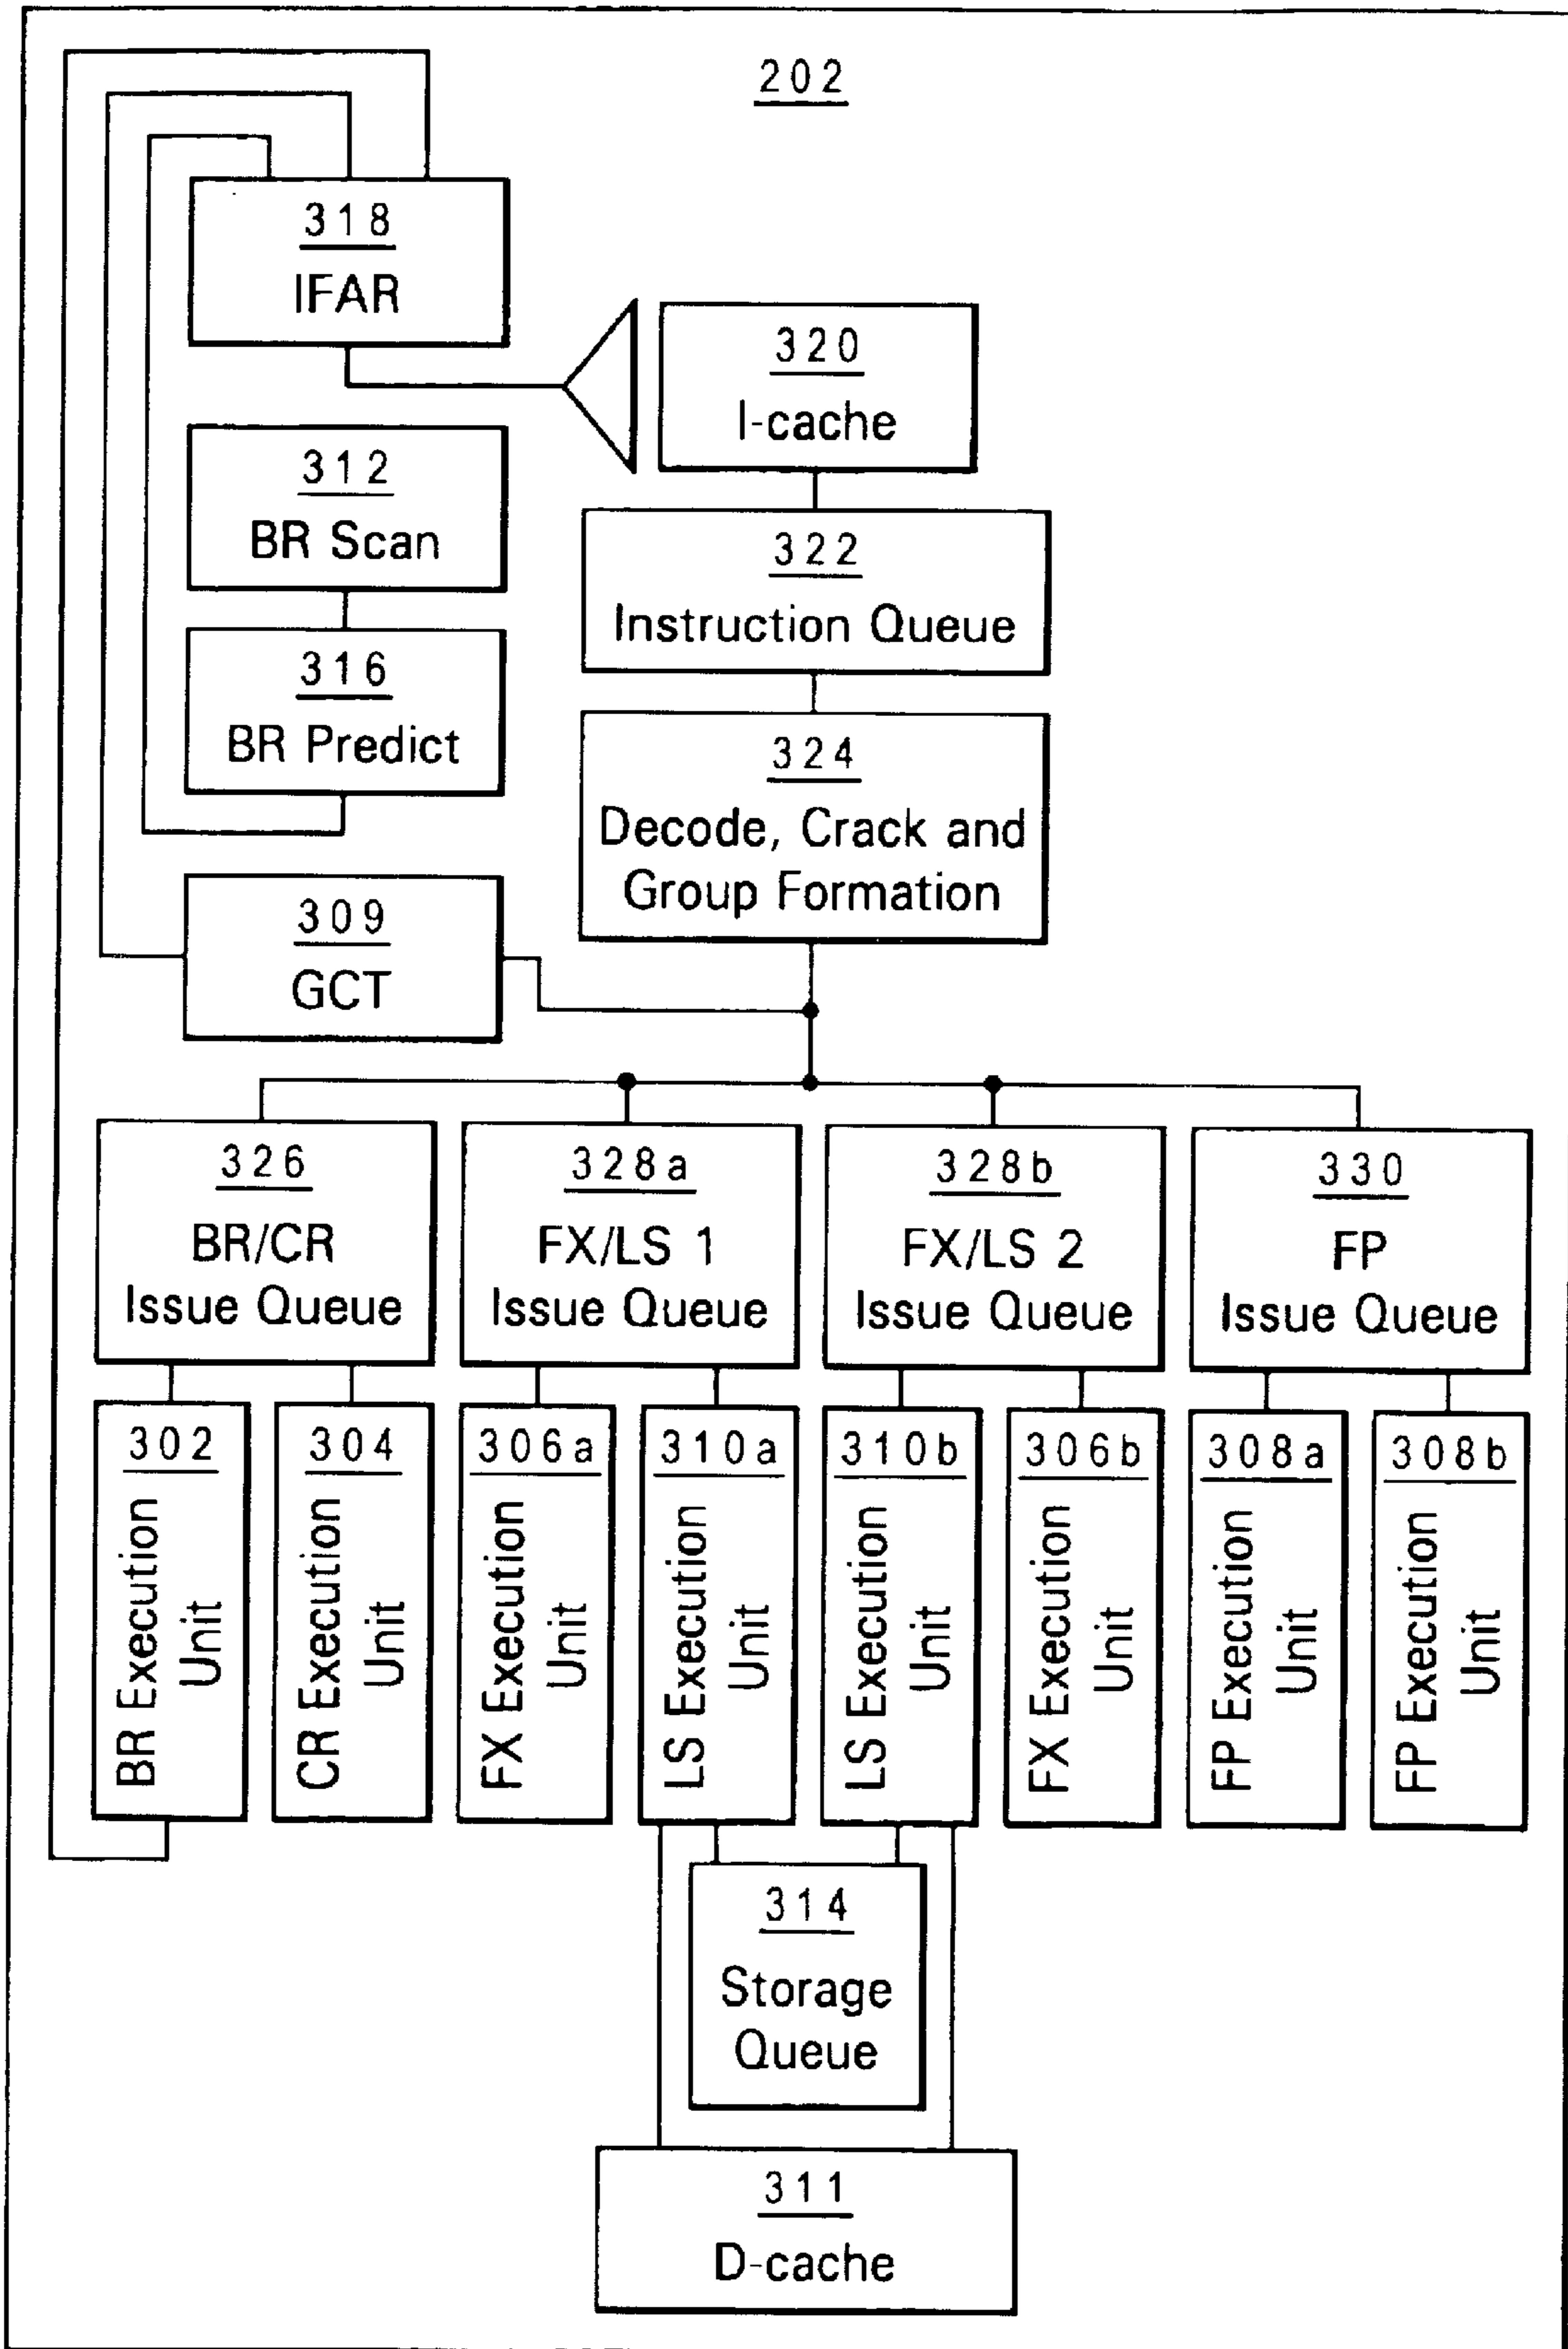 202
318
IFAR
320
I-cache
312
BR Scan
322
Instruction Queue
316
BR Predict
324
Decode, Crack and
Group Formation
309
GCT
326
BR/CR
Issue Queue
328a
FX/LS 1
Issue Queue
328b
FX/LS 2
Issue Queue
330
FP
Issue Queue
302
BR Execution
Unit
304
CR Execution
Unit
306a
FX Execution
Unit
310a
LS Execution
Unit
310b
LS Execution
Unit
306b
FX Execution
Unit
308a
FP Execution
Unit
308b
FP Execution
Unit
314
Storage
Queue
311
D-cache